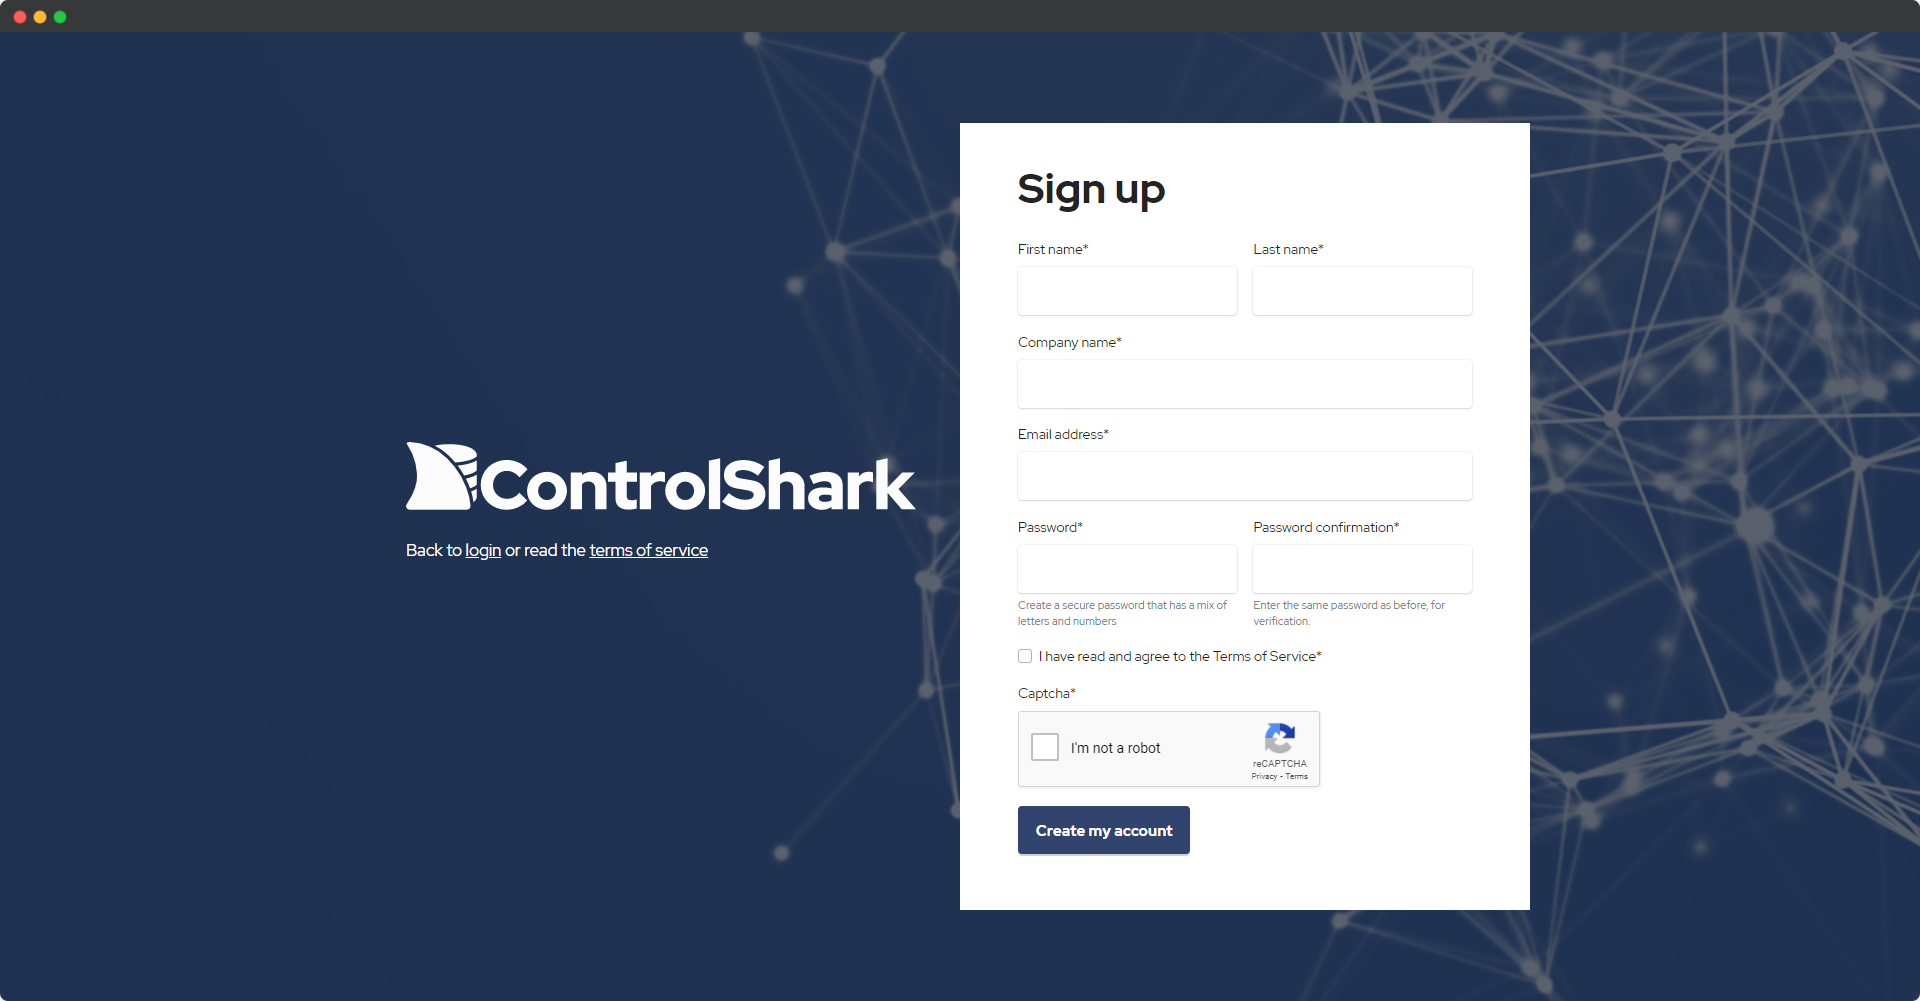 ControlShark
Back to login or read the terms of service
Sign up
First name*
Last name*
Company name*
Email address*
Password*
Password confirmation*
Create a secure password that has a mix of
letters and numbers
Enter the same password as before, for
verification.
I have read and agree to the Terms of Service*
Captcha*
I'm not a robot
reCAPTCHA
Privacy - Terms
Create my account